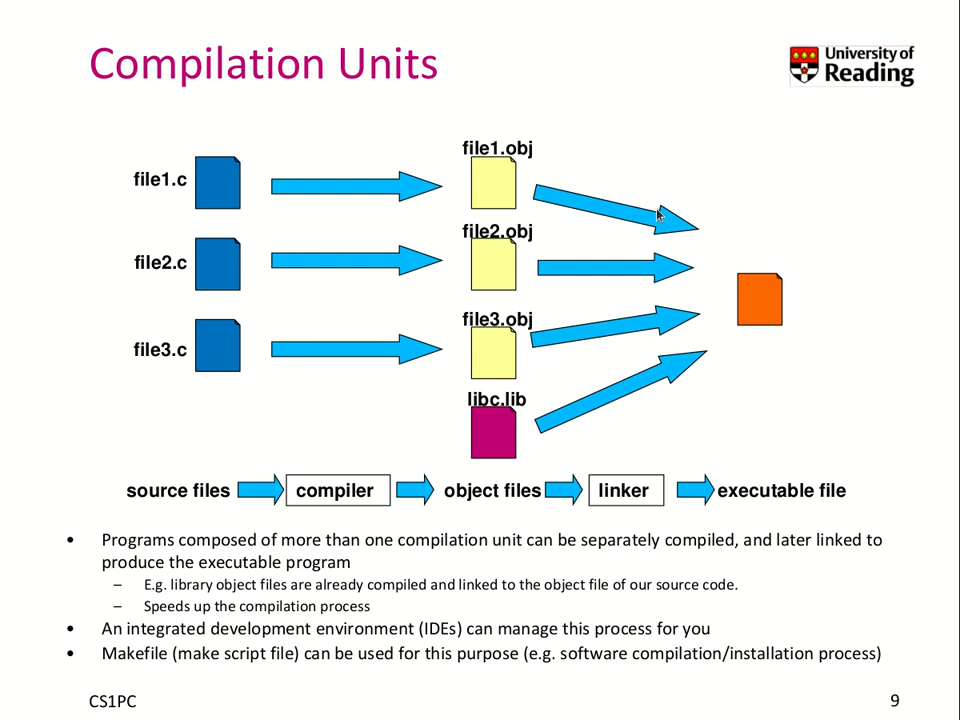 Compilation Units
University of
Reading
file1.obj
file1.c
file2.obj
file2.c
file3.obj
file3.c
libc.lib
source files compiler object files linker executable file
• Programs composed of more than one compilation unit can be separately compiled, and later linked to
produce the executable program
– E.g. library object files are already compiled and linked to the object file of our source code.
– Speeds up the compilation process
• An integrated development environment (IDEs) can manage this process for you
• Makefile (make script file) can be used for this purpose (e.g. software compilation/installation process)
CS1PC 9